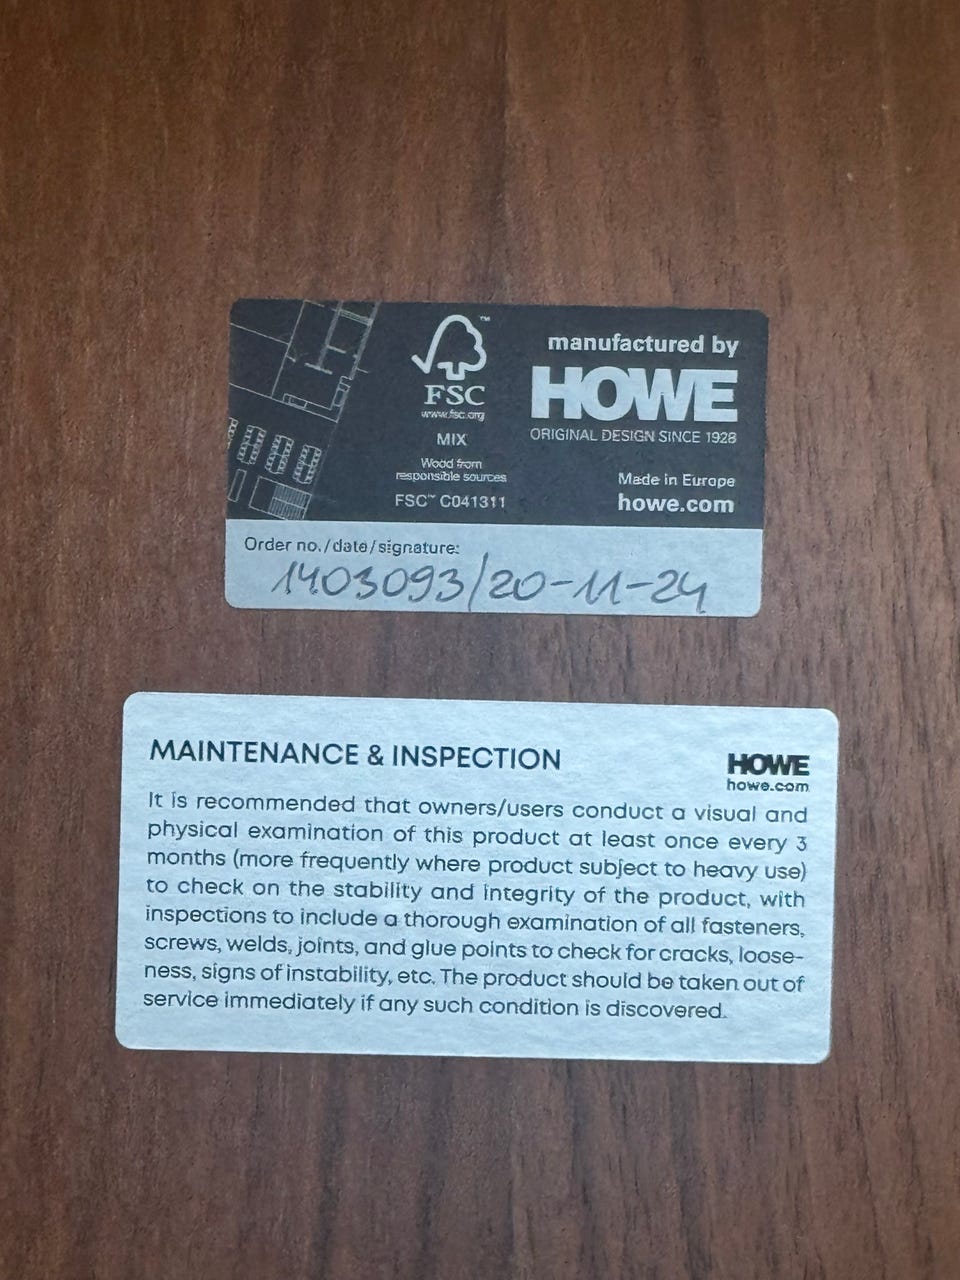 FSC
™
www.fsc.org
MIX
Wood from
responsible sources
FSC™ C041311
manufactured by
HOWE
ORIGINAL DESIGN SINCE 1928
Made in Europe
howe.com
Order no./date/signature:
1403093/20-11-24
MAINTENANCE & INSPECTION
HOWE
howe.com
It is recommended that owners/users conduct a visual and
physical examination of this product at least once every 3
months (more frequently where product subject to heavy use)
to check on the stability and integrity of the product, with
inspections to include a thorough examination of all fasteners,
screws, welds, joints, and glue points to check for cracks, loose-
ness, signs of instability, etc. The product should be taken out of
service immediately if any such condition is discovered.